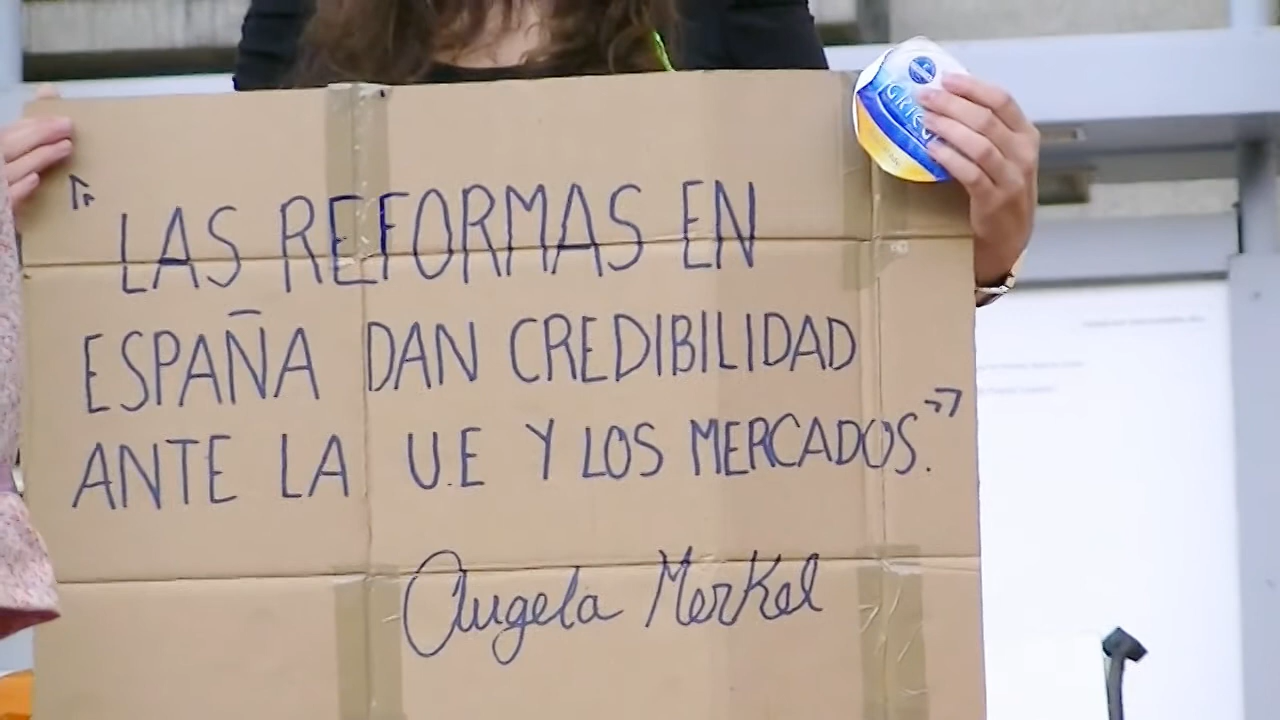 "LAS REFORMAS EN
ESPAÑA DAN CREDIBILIDAD
ANTE LA U.E Y LOS MERCADOS."
Angela Merkel